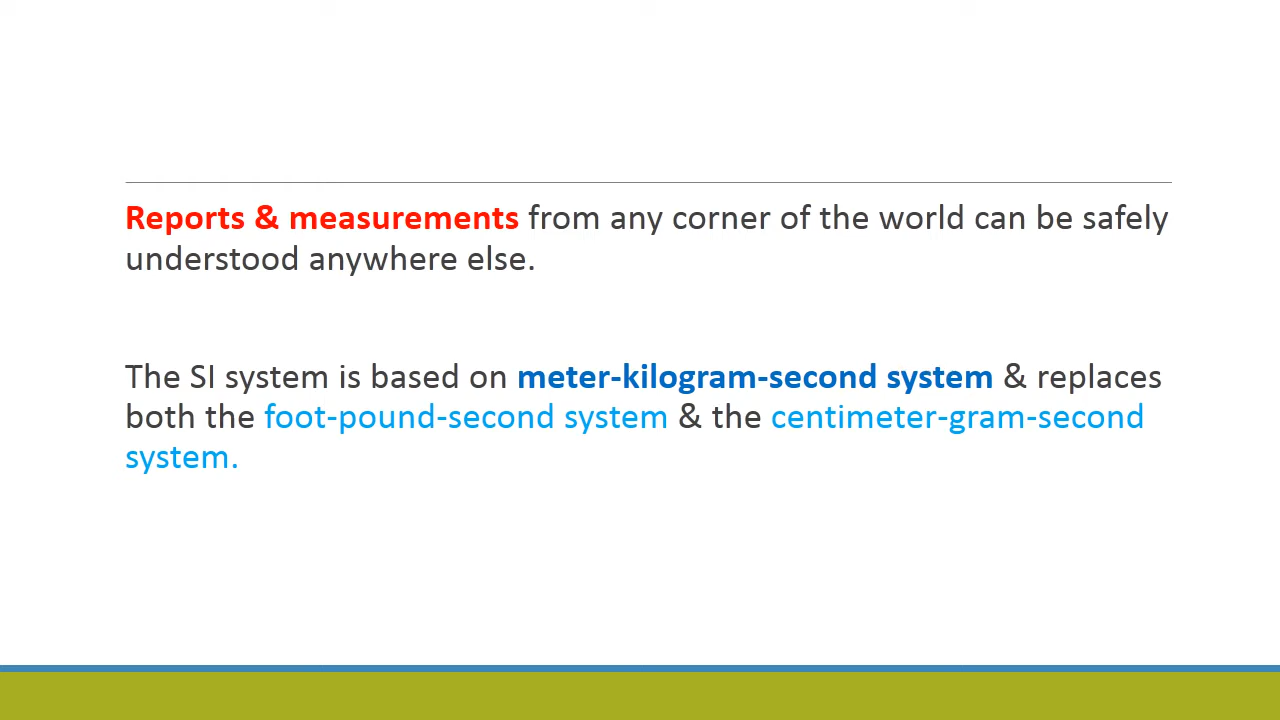 Reports & measurements from any corner of the world can be safely
understood anywhere else.
The SI system is based on meter-kilogram-second system & replaces
both the foot-pound-second system & the centimeter-gram-second
system.